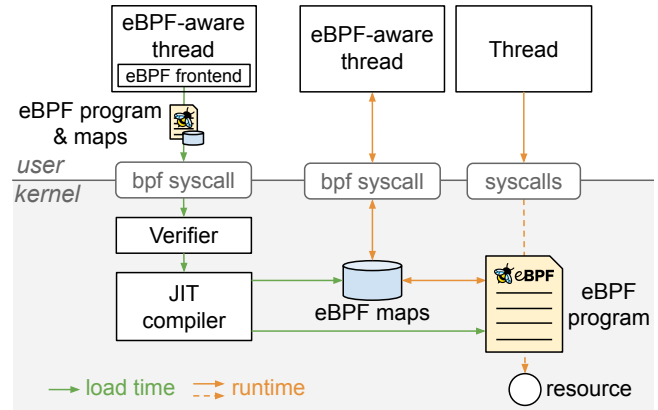 eBPF-aware
thread
eBPF frontend
eBPF-aware
thread
Thread
eBPF program
& maps
user
kernel
bpf syscall
bpf syscall
syscalls
Verifier
JIT
compiler
eBPF maps
eBPF
eBPF
program
load time
runtime
resource